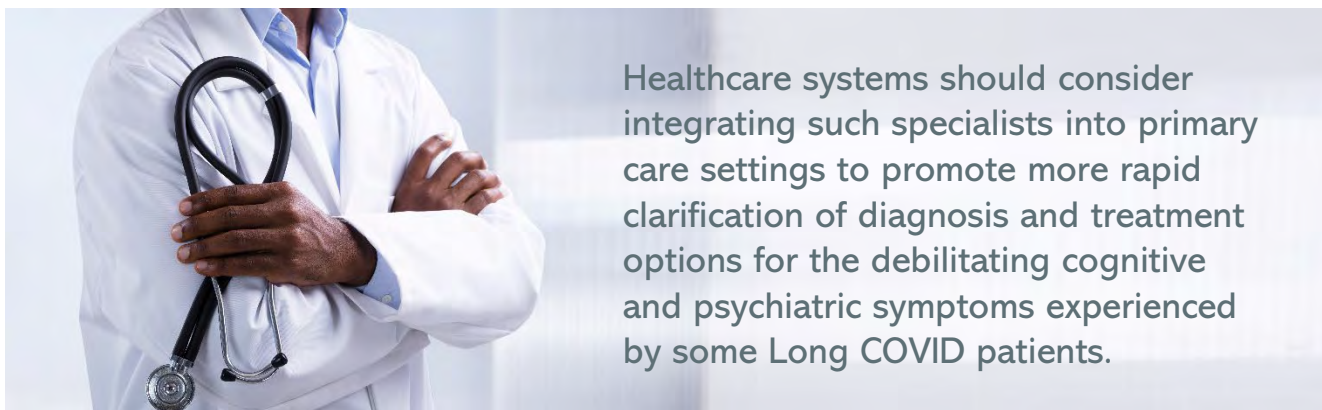 Healthcare systems should consider
integrating such specialists into primary
care settings to promote more rapid
clarification of diagnosis and treatment
options for the debilitating cognitive
and psychiatric symptoms experienced
by some Long COVID patients.